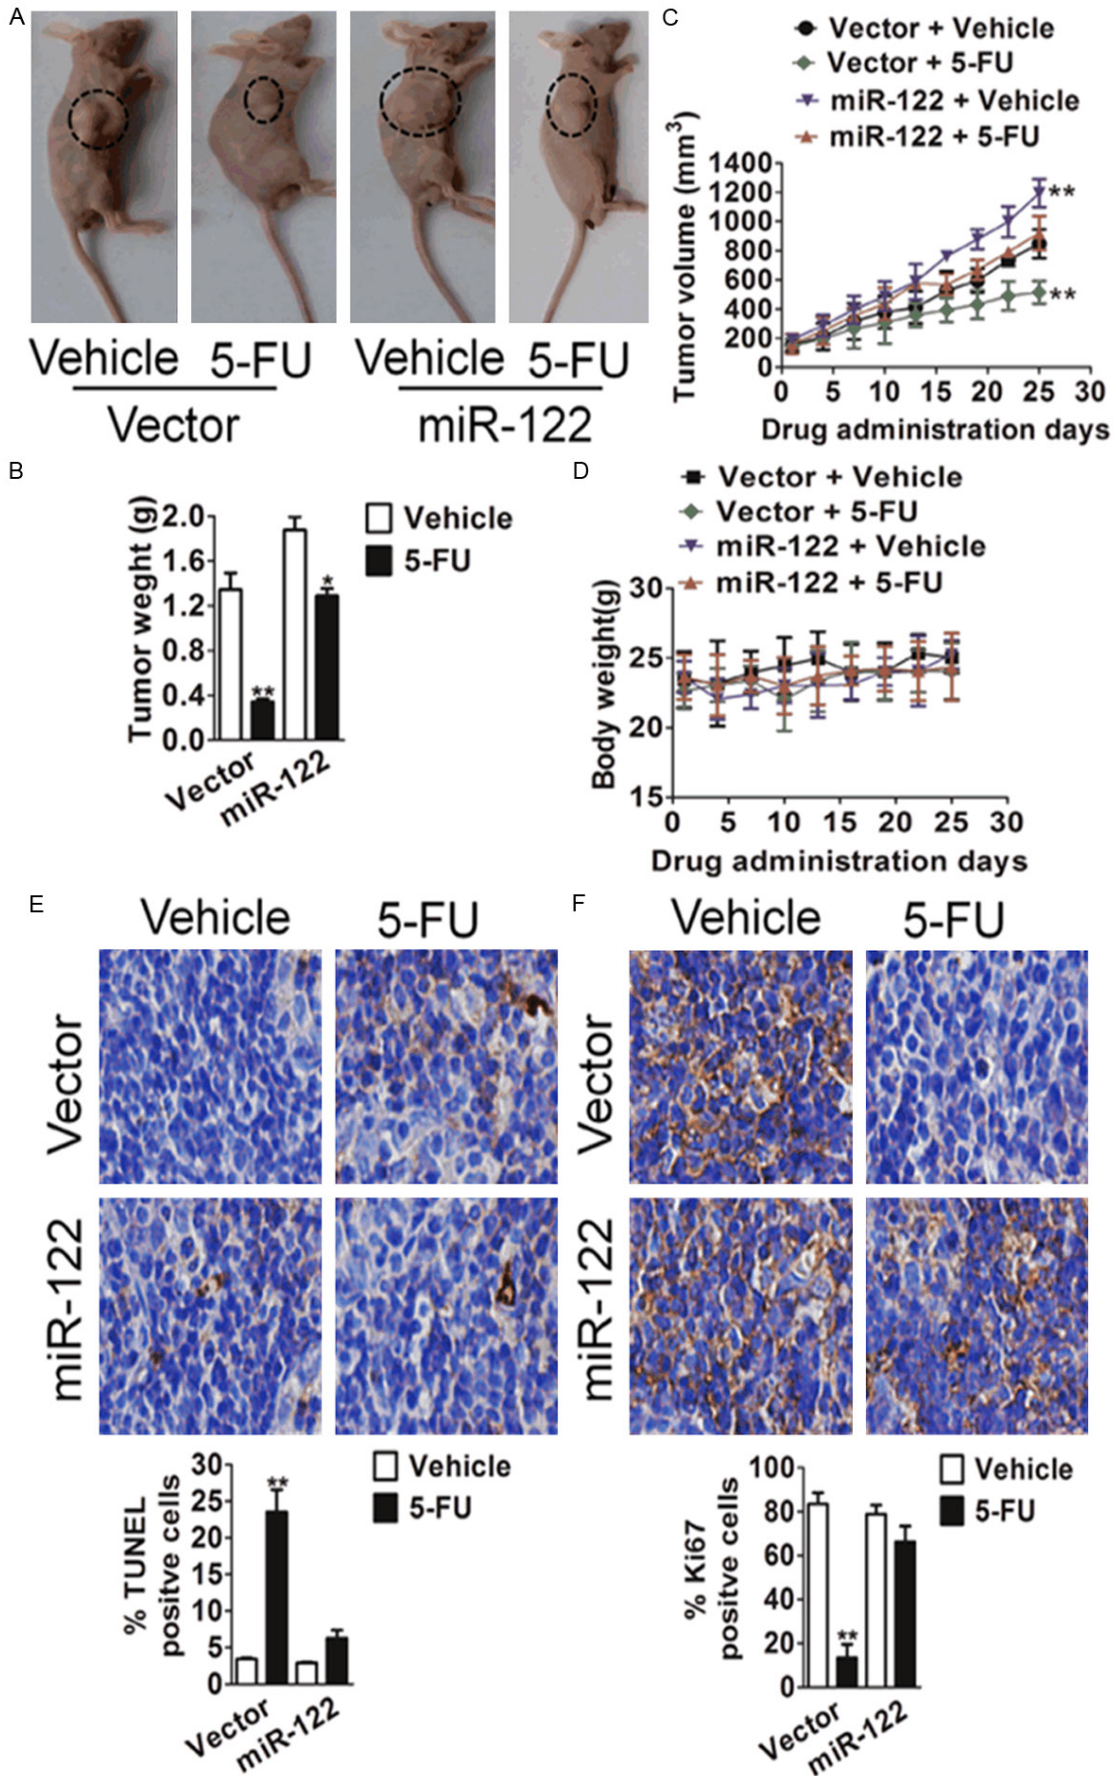 A
Vehicle 5-FU Vehicle 5-FU
Vector miR-122
C
Vector + Vehicle
Vector + 5-FU
miR-122 + Vehicle
miR-122 + 5-FU
Tumor volume (mm³)
1400
1200
1000
800
600
400
200
0
**
**
0 5 10 15 20 25 30
Drug administration days
B
Tumor weght (g)
2.0
1.6
1.2
0.8
0.4
0.0
Vehicle
5-FU
**
*
Vector
miR-122
D
Vector + Vehicle
Vector + 5-FU
miR-122 + Vehicle
miR-122 + 5-FU
Body weight(g)
30
25
20
15
0 5 10 15 20 25 30
Drug administration days
E
Vehicle 5-FU
Vector
miR-122
% TUNEL
positve cells
30
25
20
15
10
5
0
**
Vehicle
5-FU
Vector
miR-122
F
Vehicle 5-FU
Vector
miR-122
% Ki67
positve cells
100
80
60
40
20
0
**
Vehicle
5-FU
Vector
miR-122